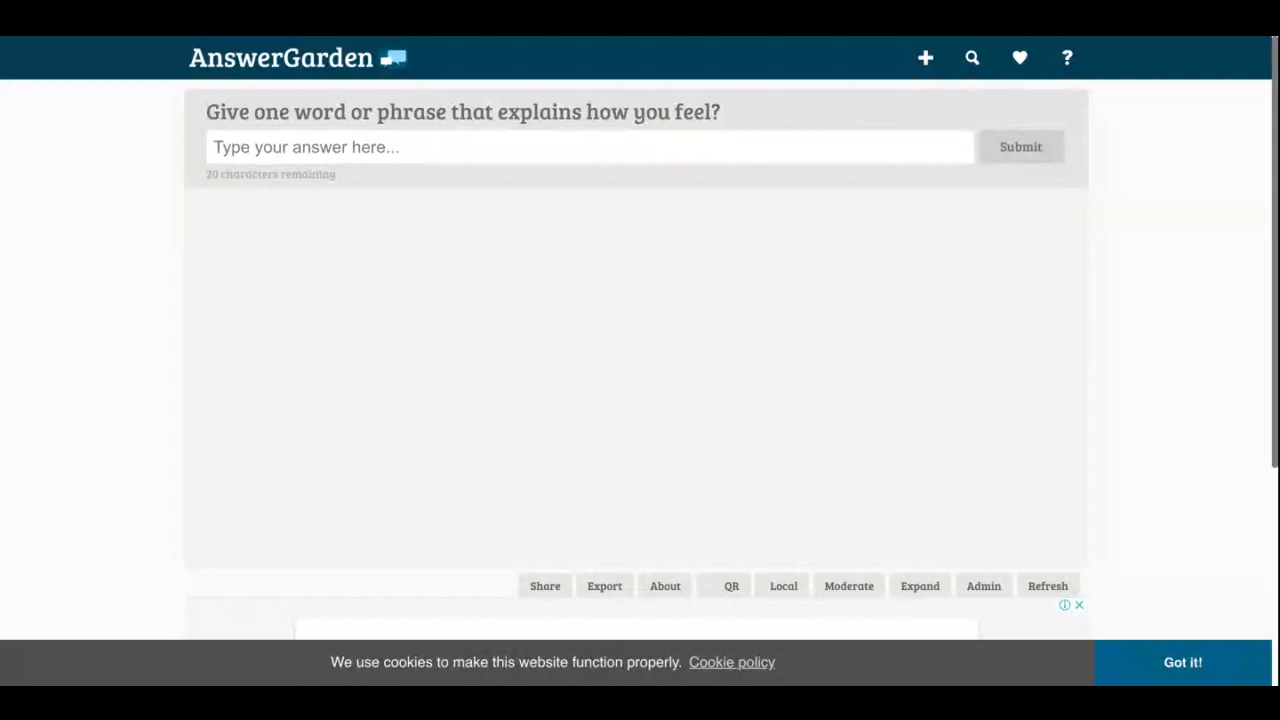 AnswerGarden
Give one word or phrase that explains how you feel?
Type your answer here...
Submit
20 characters remaining
Share Export About QR Local Moderate Expand Admin Refresh
We use cookies to make this website function properly. Cookie policy
Got it!